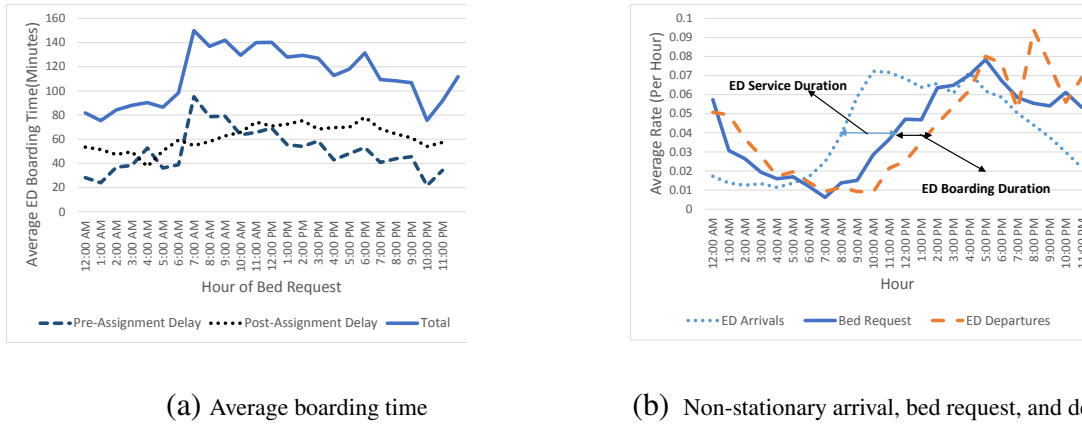 160
140
120
100
80
60
40
20
0
Average ED Boarding Time(Minutes)
12:00 AM
1:00 AM
2:00 AM
3:00 AM
4:00 AM
5:00 AM
6:00 AM
7:00 AM
8:00 AM
9:00 AM
10:00 AM
11:00 AM
12:00 PM
1:00 PM
2:00 PM
3:00 PM
4:00 PM
5:00 PM
6:00 PM
7:00 PM
8:00 PM
9:00 PM
10:00 PM
11:00 PM
Hour of Bed Request
Pre-Assignment Delay Post-Assignment Delay Total
(a) Average boarding time
0.1
0.09
0.08
0.07
0.06
0.05
0.04
0.03
0.02
0.01
0
Average Rate (Per Hour)
ED Service Duration
ED Boarding Duration
12:00 AM
1:00 AM
2:00 AM
3:00 AM
4:00 AM
5:00 AM
6:00 AM
7:00 AM
8:00 AM
9:00 AM
10:00 AM
11:00 AM
12:00 PM
1:00 PM
2:00 PM
3:00 PM
4:00 PM
5:00 PM
6:00 PM
7:00 PM
8:00 PM
9:00 PM
10:00 PM
Hour
ED Arrivals Bed Request ED Departures
(b) Non-stationary arrival, bed request, and